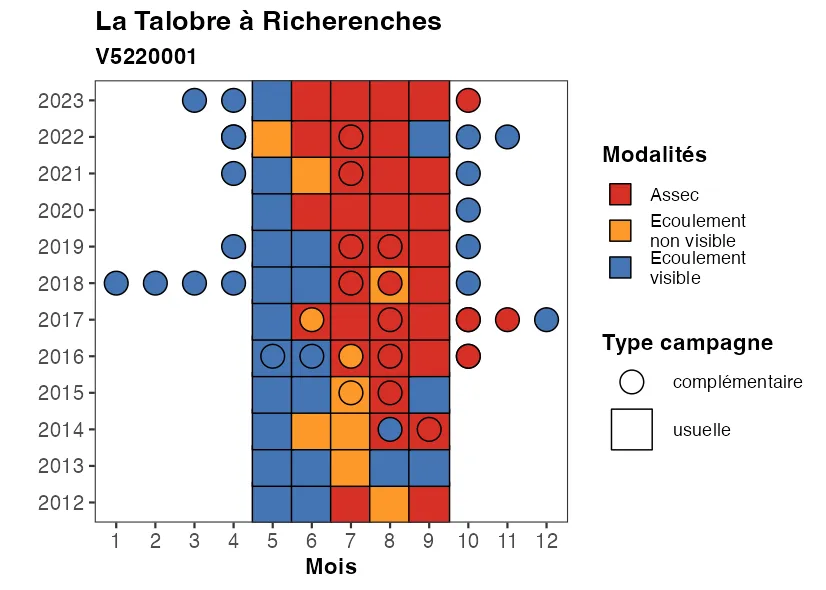 La Talobre à Richerenches
V5220001
2023
2022
2021
2020
2019
2018
2017
2016
2015
2014
2013
2012
1 2 3 4 5 6 7 8 9 10 11 12
Mois
Modalités
Assec
Ecoulement
non visible
Ecoulement
visible
Type campagne
complémentaire
usuelle